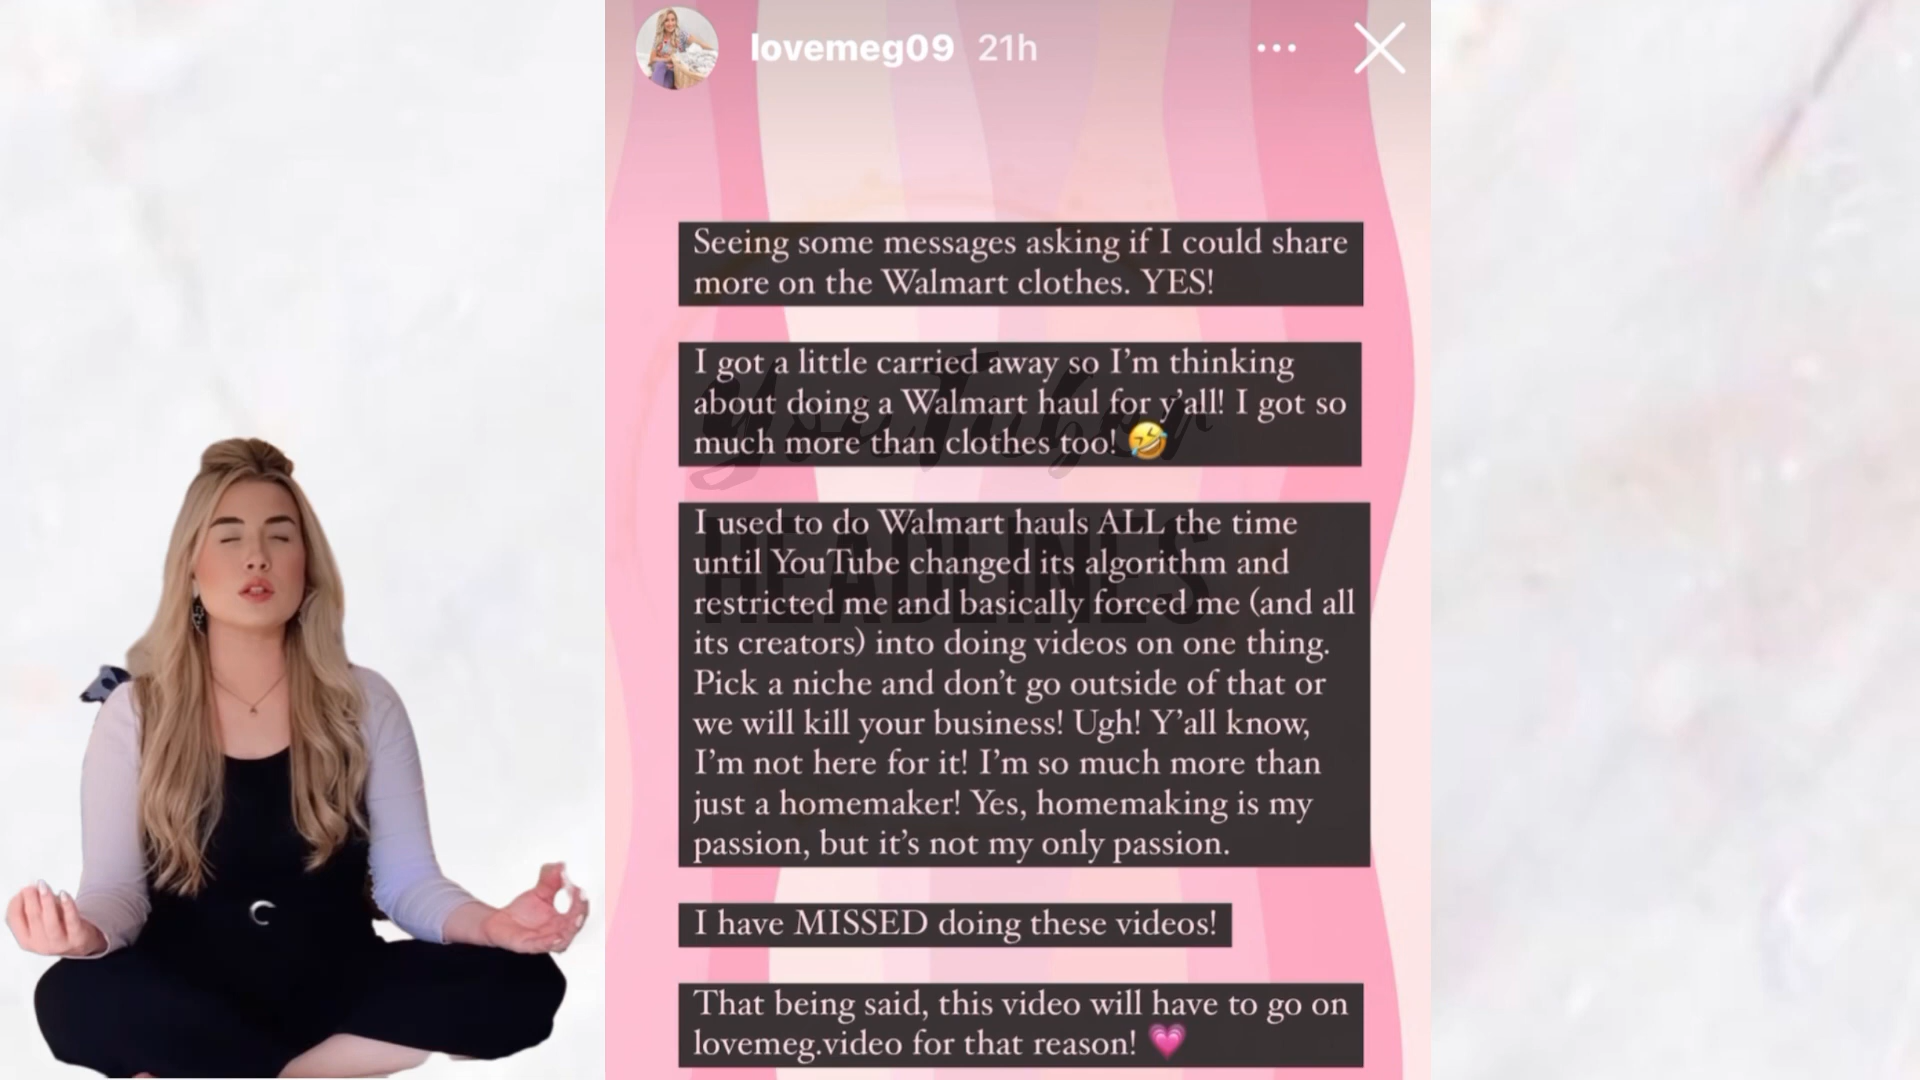 lovemeg09 21h
Seeing some messages asking if I could share
more on the Walmart clothes. YES!
I got a little carried away so I’m thinking
about doing a Walmart haul for y’all! I got so
much more than clothes too! 🤣
I used to do Walmart hauls ALL the time
until YouTube changed its algorithm and
restricted me and basically forced me (and all
its creators) into doing videos on one thing.
Pick a niche and don’t go outside of that or
we will kill your business! Ugh! Y’all know,
I’m not here for it! I’m so much more than
just a homemaker! Yes, homemaking is my
passion, but it’s not my only passion.
I have MISSED doing these videos!
That being said, this video will have to go on
lovemeg.video for that reason! 💗
YouTuber
HEADLINES